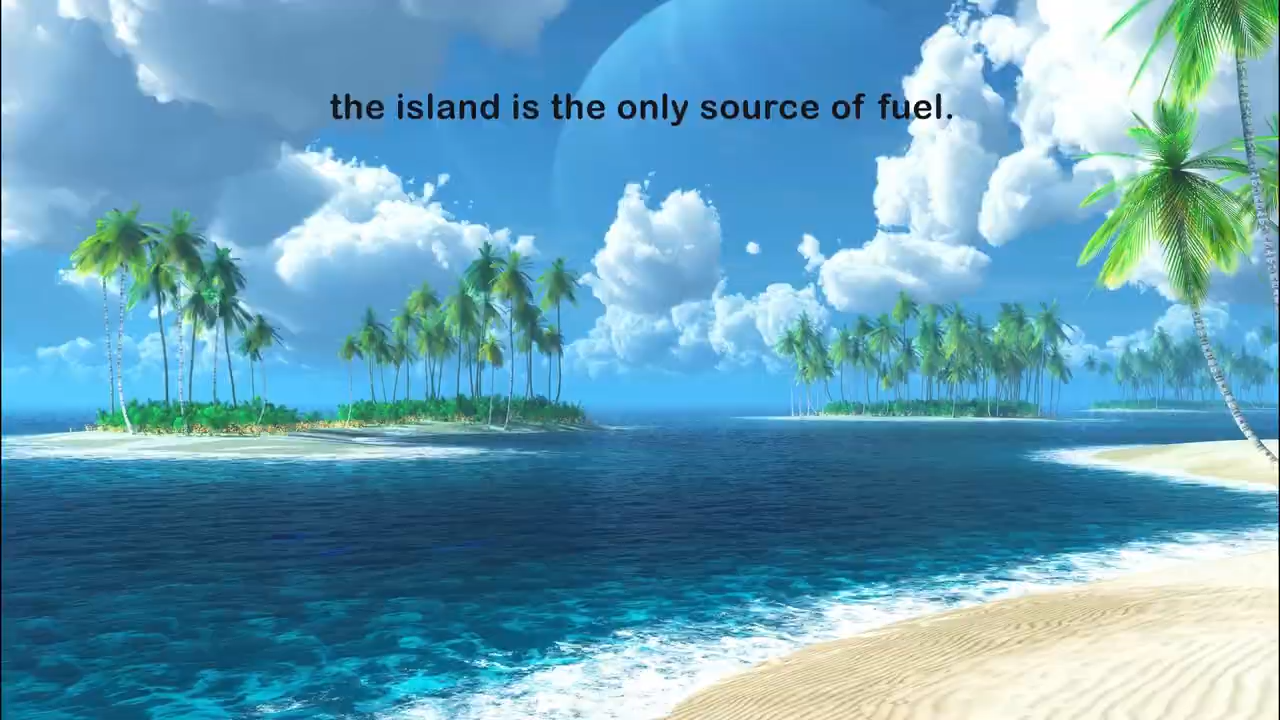 the island is the only source of fuel.